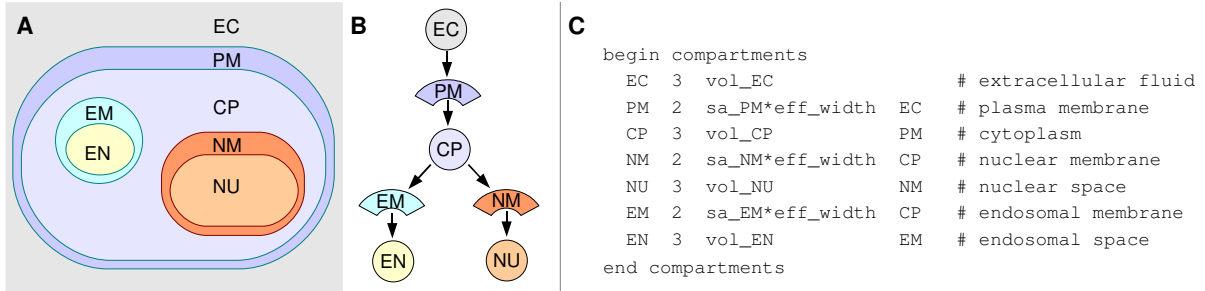 A
EC
PM
CP
EM
EN
NM
NU
B
EC
PM
CP
EM
NM
EN
NU
C
begin compartments
EC 3 vol_EC # extracellular fluid
PM 2 sa_PM*eff_width EC # plasma membrane
CP 3 vol_CP PM # cytoplasm
NM 2 sa_NM*eff_width CP # nuclear membrane
NU 3 vol_NU NM # nuclear space
EM 2 sa_EM*eff_width CP # endosomal membrane
EN 3 vol_EN EM # endosomal space
end compartments